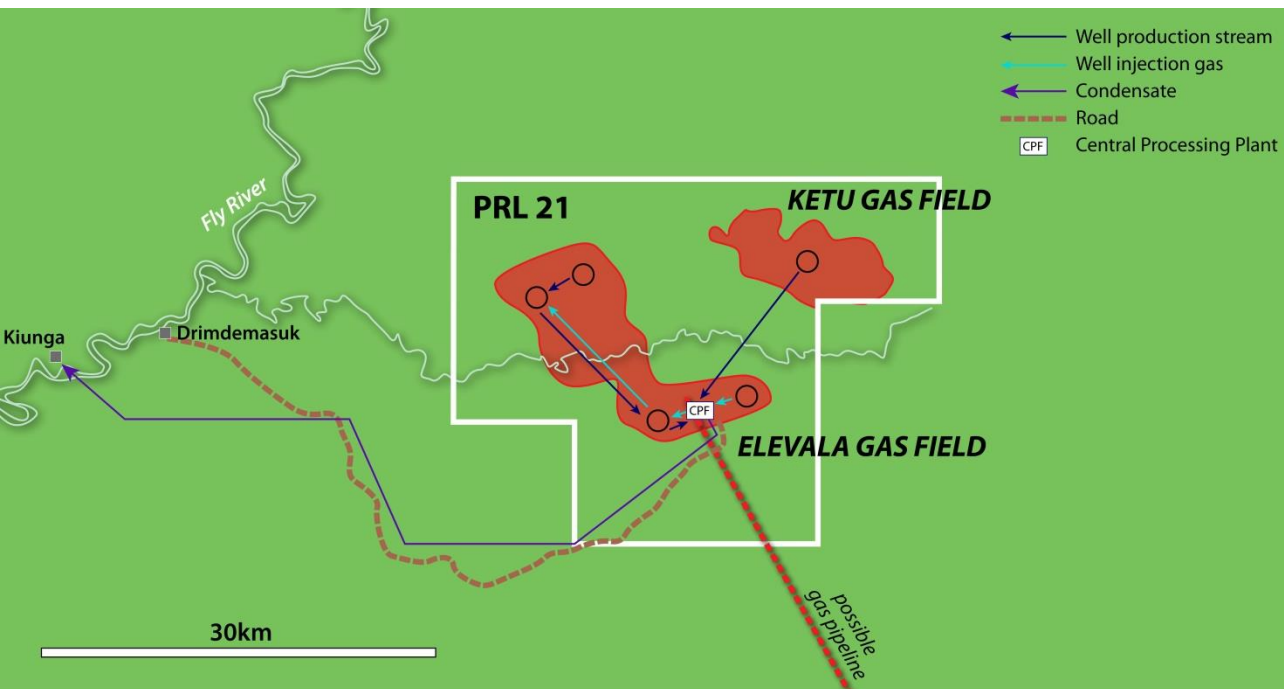 Well production stream
Well injection gas
Condensate
Road
CPF
Central Processing Plant
Fly River
PRL 21
KETU GAS FIELD
Kiunga
Drimdemasuk
CPF
ELEVALA GAS FIELD
possible
gas pipeline
30km